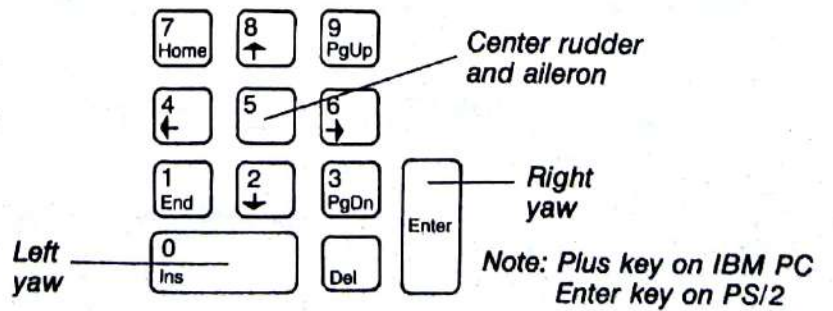 7 Home
8 ↑
9 PgUp
Center rudder
and aileron
4 ←
5
6 →
1 End
2 ↓
3 PgDn
Enter
Right
yaw
Left
yaw
0 Ins
Del
Note: Plus key on IBM PC
Enter key on PS/2